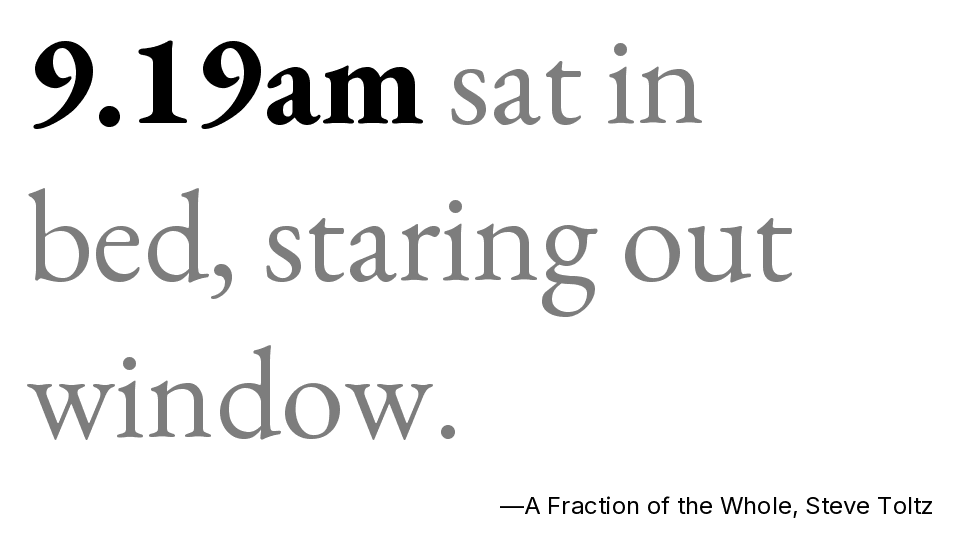 9.19am sat in
bed, staring out
window.
—A Fraction of the Whole, Steve Toltz